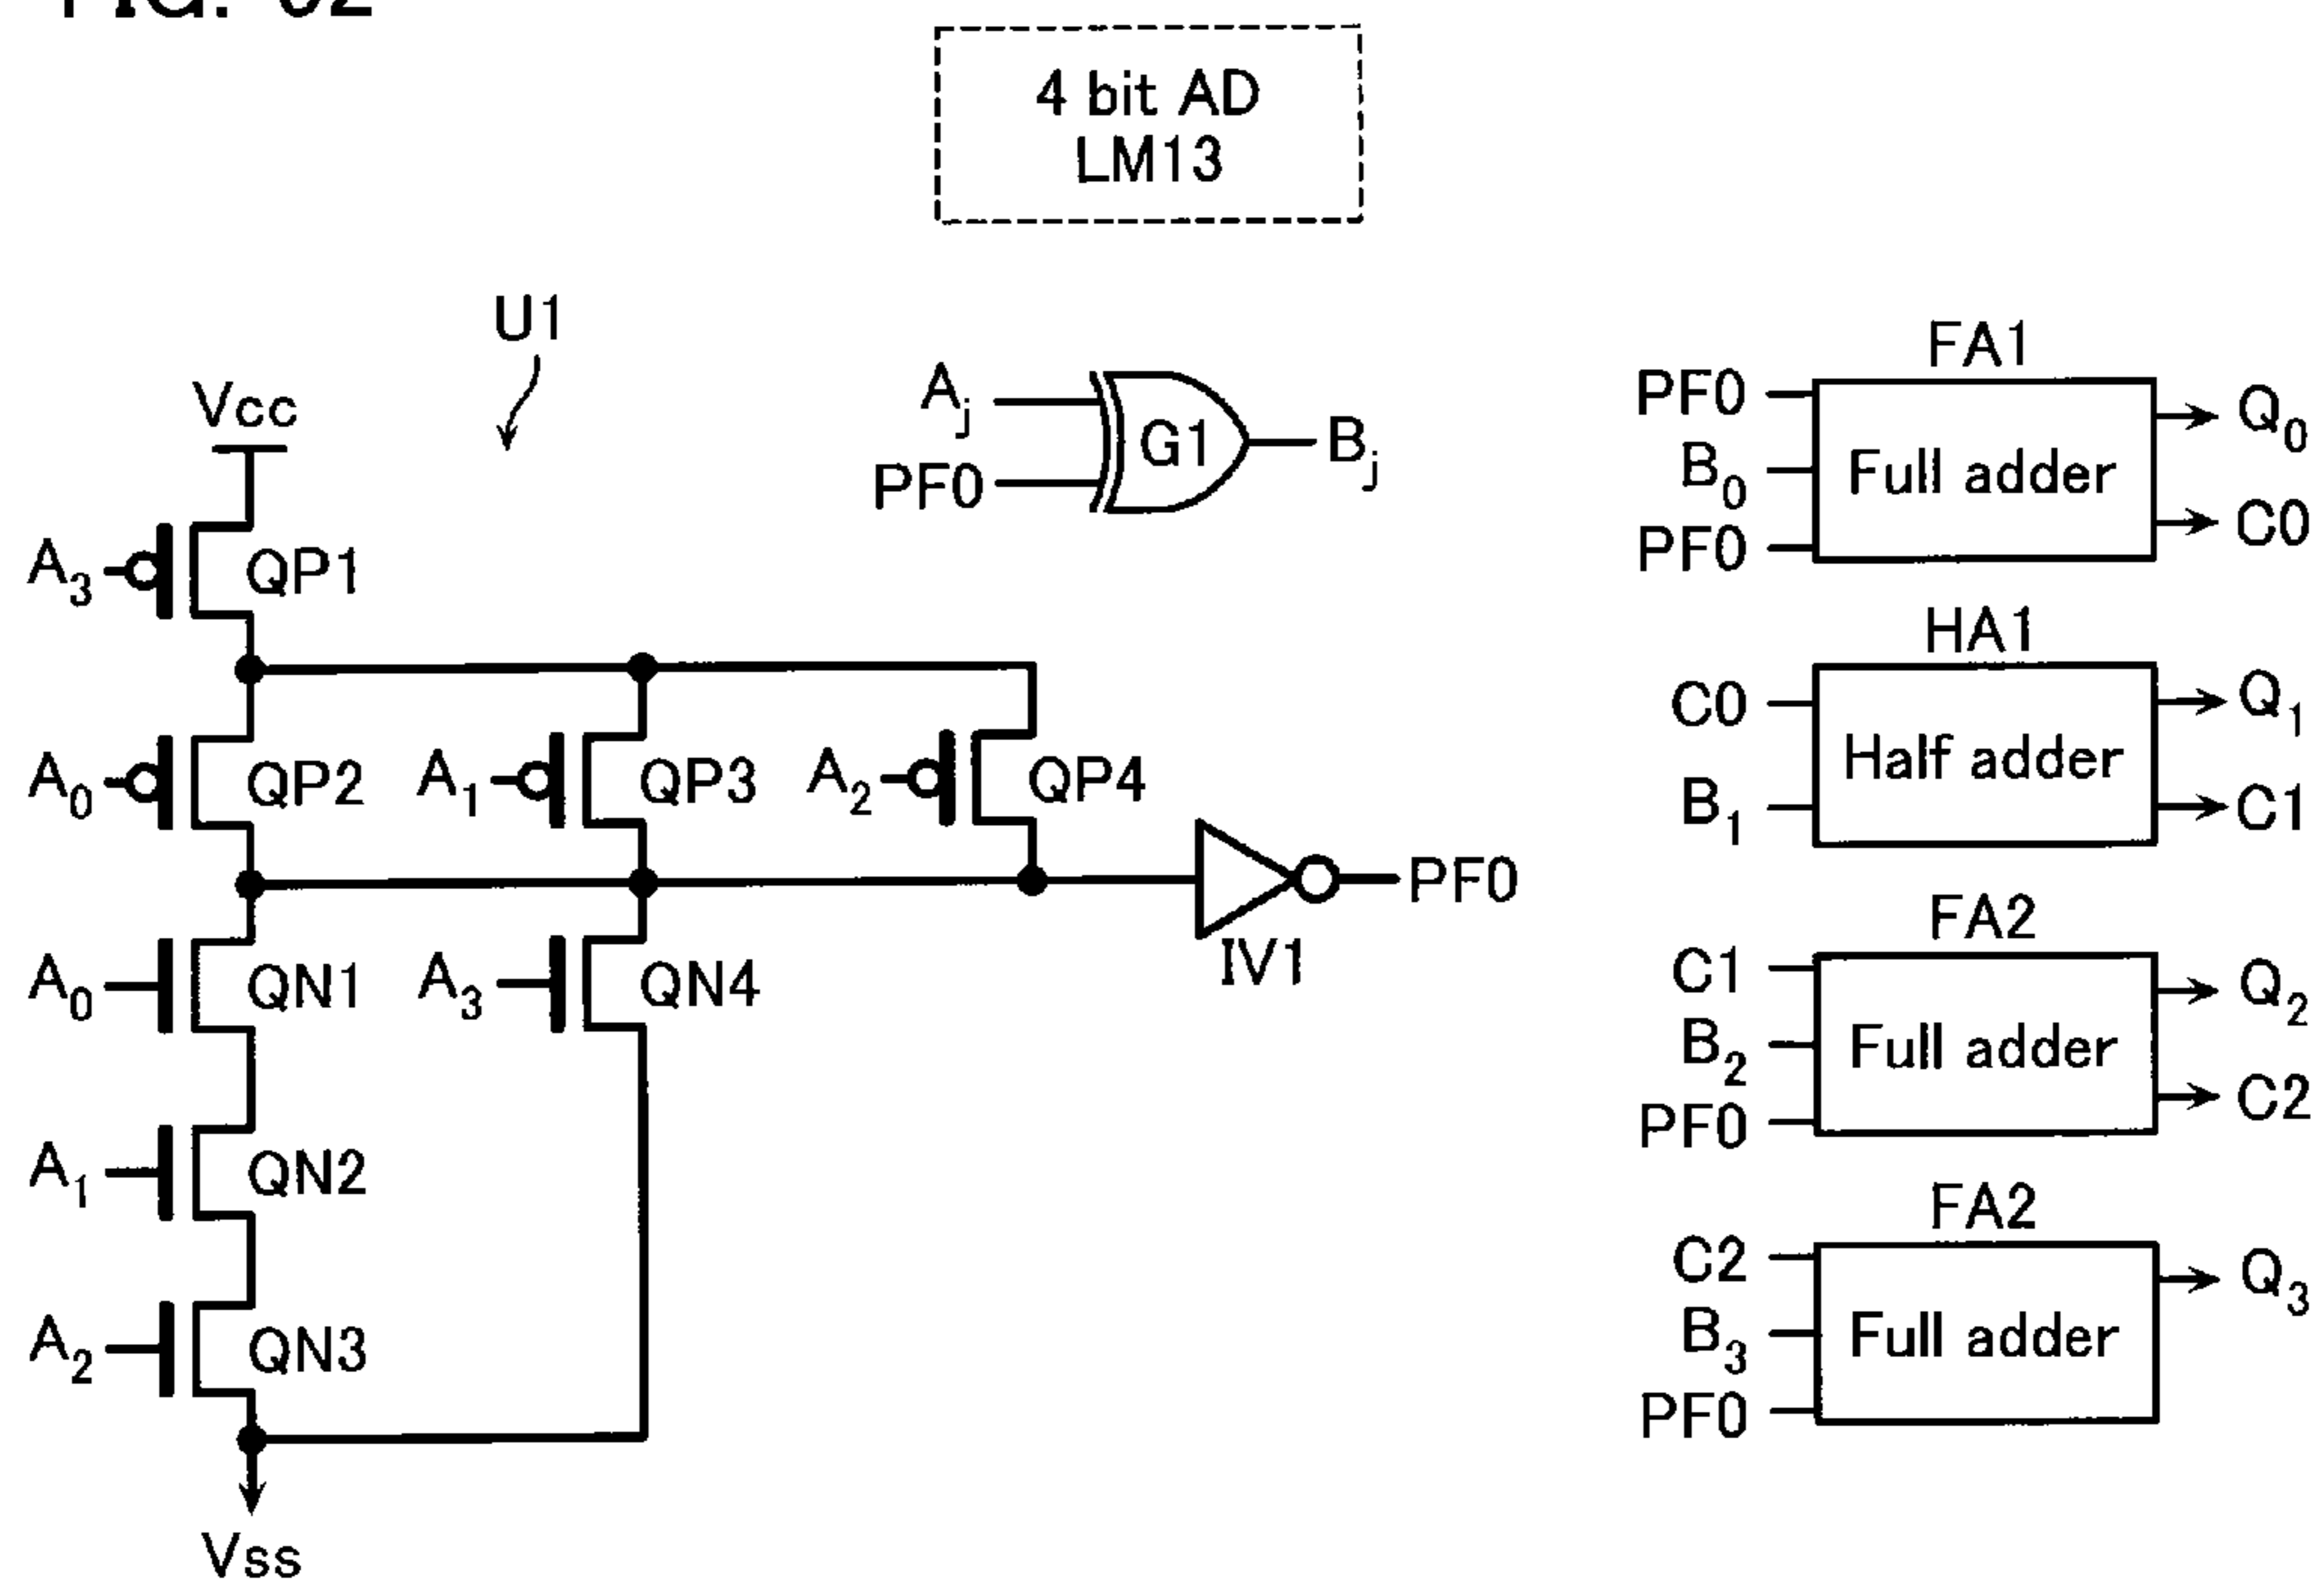 4 bit AD
LM13
U1
Vcc
A3
QP1
A0
QP2
A1
QP3
A2
QP4
PF0
IV1
A0
QN1
A3
QN4
A1
QN2
A2
QN3
Vss
Aj
PF0
G1
Bj
FA1
PF0
B0
PF0
Full adder
Q0
C0
HA1
C0
B1
Half adder
Q1
C1
FA2
C1
B2
PF0
Full adder
Q2
C2
FA2
C2
B3
PF0
Full adder
Q3